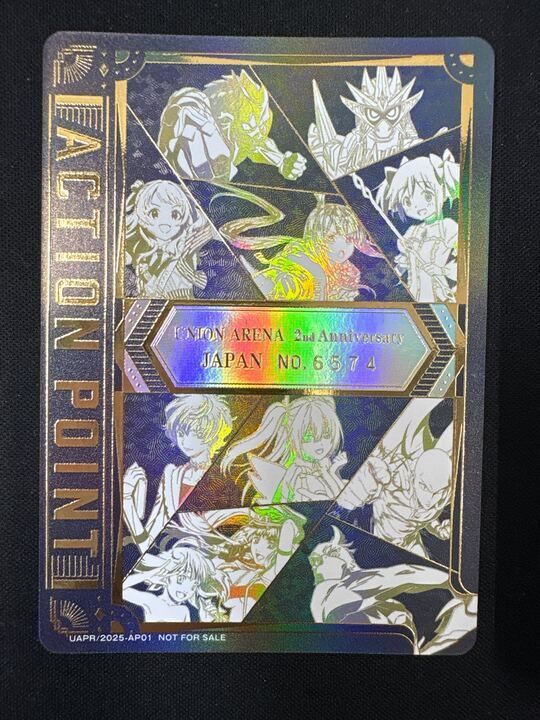 ACTION POINT
UNION ARENA 2nd Anniversary
JAPAN NO. 6574
UAPR/2025-AP01 NOT FOR SALE